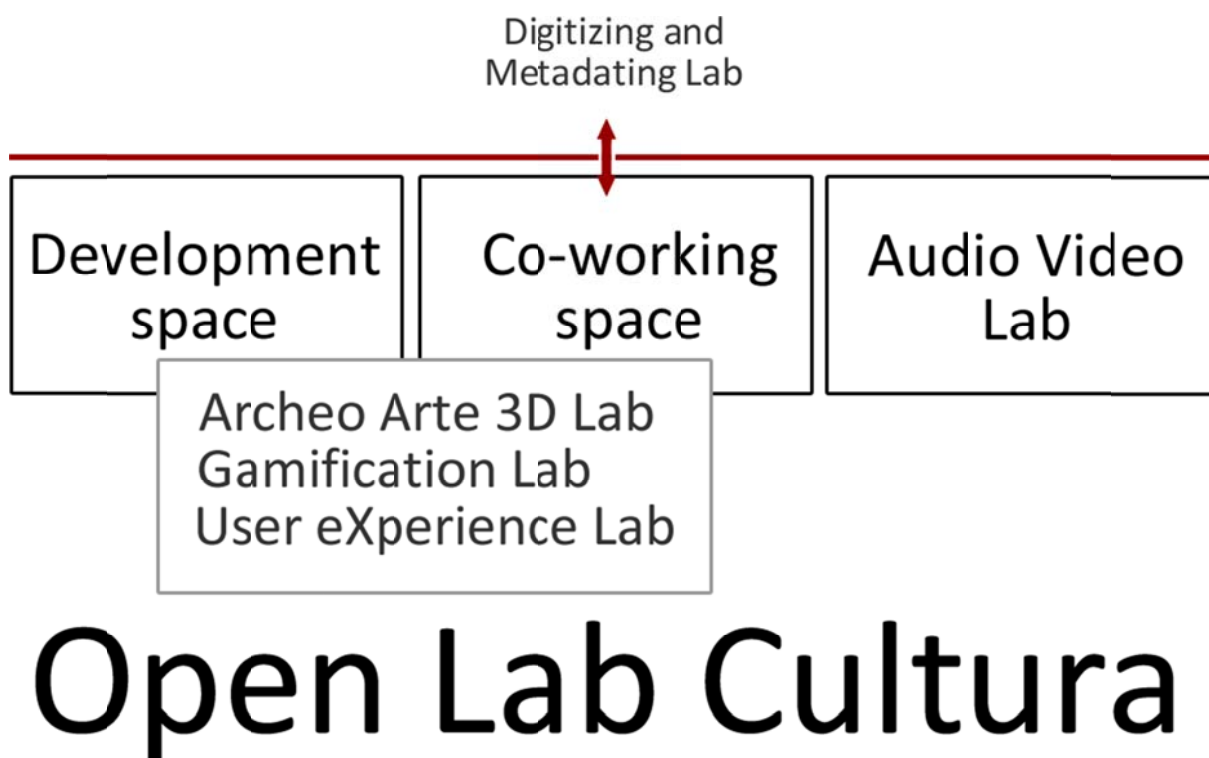 Digitizing and
Metadating Lab
Development
space
Co-working
space
Audio Video
Lab
Archeo Arte 3D Lab
Gamification Lab
User eXperience Lab
Open Lab Cultura